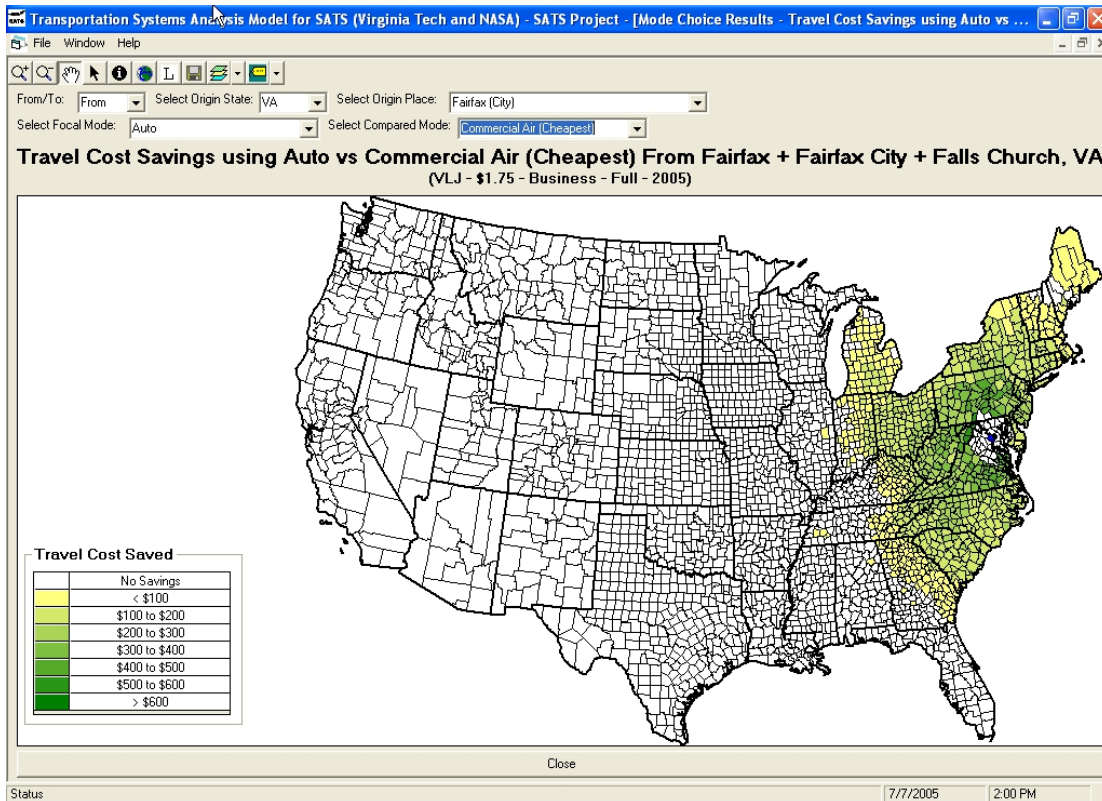 Transportation Systems Analysis Model for SATS (Virginia Tech and NASA) - SATS Project - [Mode Choice Results - Travel Cost Savings using Auto vs ...
File Window Help
L
From/To: From Select Origin State: VA Select Origin Place: Fairfax (City)
Select Focal Mode: Auto Select Compared Mode: Commercial Air (Cheapest)
Travel Cost Savings using Auto vs Commercial Air (Cheapest) From Fairfax + Fairfax City + Falls Church, VA
(VLJ - $1.75 - Business - Full - 2005)
Travel Cost Saved
No Savings
< $100
$100 to $200
$200 to $300
$300 to $400
$400 to $500
$500 to $600
> $600
Close
Status 7/7/2005 2:00 PM